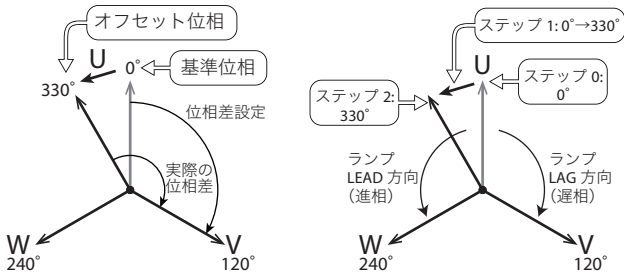 オフセット位相
U
0°
基準位相
330°
位相差設定
実際の
位相差
W
240°
V
120°
ステップ 1: 0°→330°
U
ステップ 0:
0°
ステップ 2:
330°
ランプ
LEAD 方向
（進相）
ランプ
LAG 方向
（遅相）
W
240°
V
120°